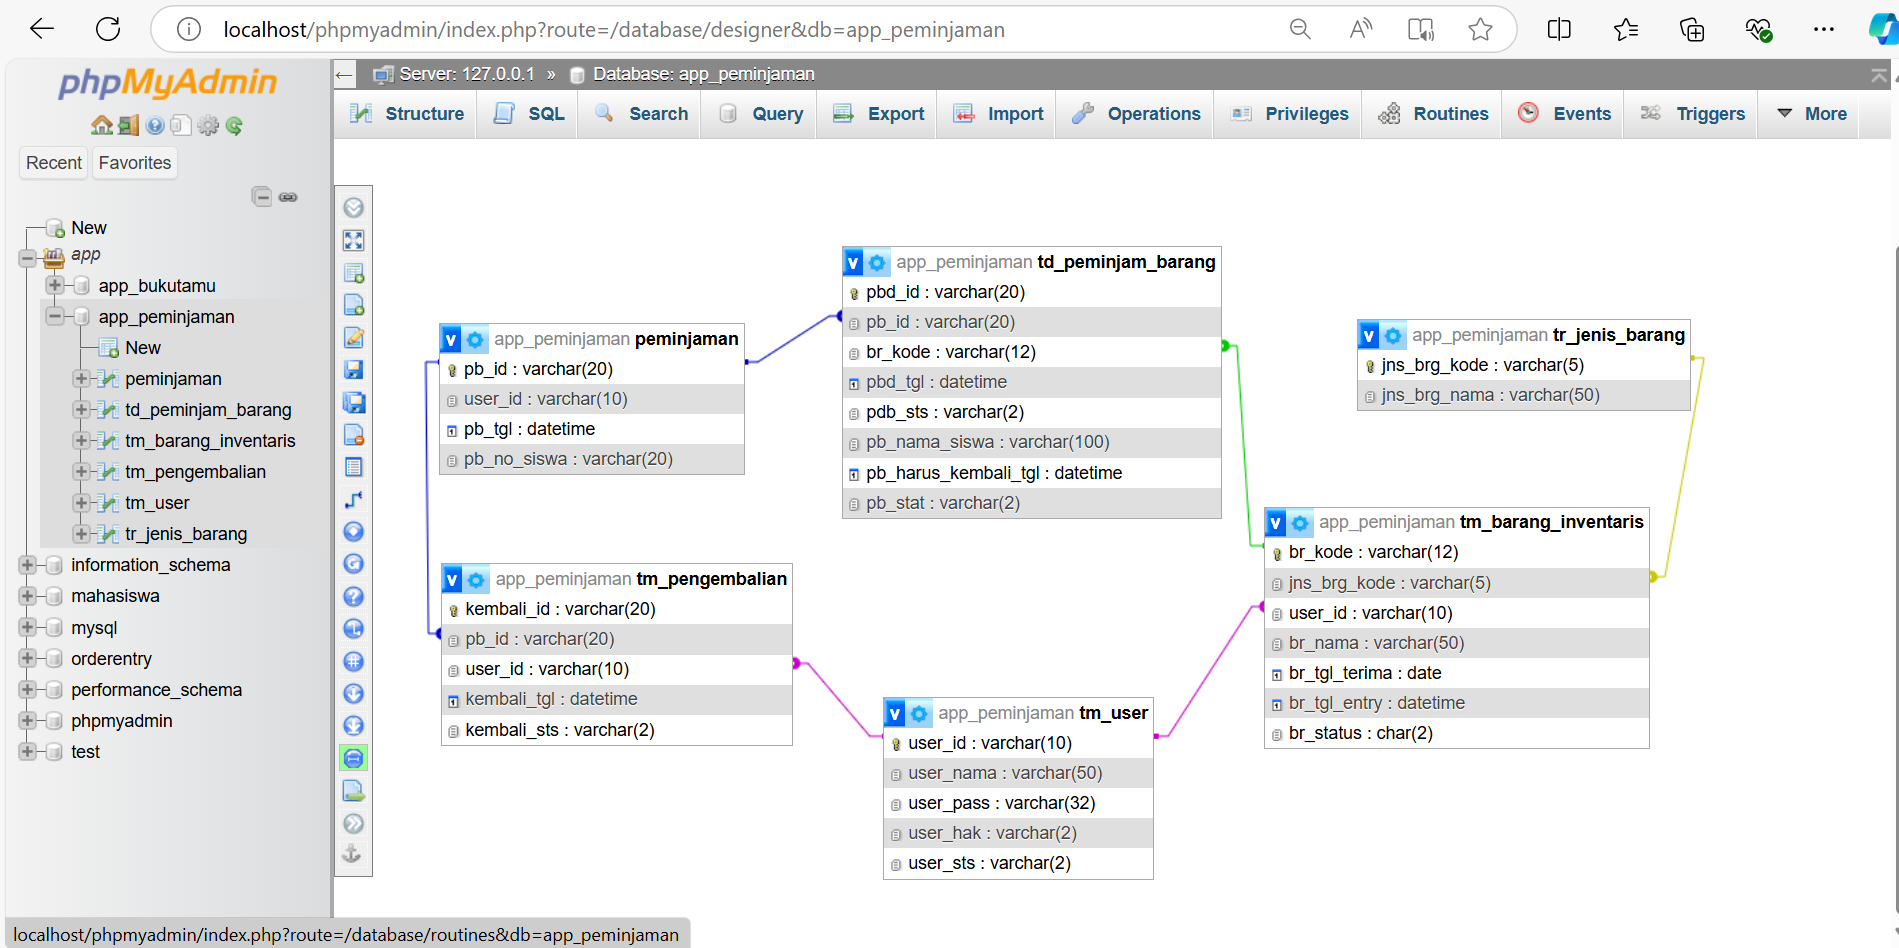 localhost/phpmyadmin/index.php?route=/database/designer&db=app_peminjaman
phpMyAdmin
Recent
Favorites
New
app
app_bukutamu
app_peminjaman
New
peminjaman
td_peminjam_barang
tm_barang_inventaris
tm_pengembalian
tm_user
tr_jenis_barang
information_schema
mahasiswa
mysql
orderentry
performance_schema
phpmyadmin
test
Server: 127.0.0.1 » Database: app_peminjaman
Structure
SQL
Search
Query
Export
Import
Operations
Privileges
Routines
Events
Triggers
More
V app_peminjaman peminjaman
pb_id : varchar(20)
user_id : varchar(10)
pb_tgl : datetime
pb_no_siswa : varchar(20)
V app_peminjaman td_peminjam_barang
pbd_id : varchar(20)
pb_id : varchar(20)
br_kode : varchar(12)
pbd_tgl : datetime
pdb_sts : varchar(2)
pb_nama_siswa : varchar(100)
pb_harus_kembali_tgl : datetime
pb_stat : varchar(2)
V app_peminjaman tr_jenis_barang
jns_brg_kode : varchar(5)
jns_brg_nama : varchar(50)
V app_peminjaman tm_barang_inventaris
br_kode : varchar(12)
jns_brg_kode : varchar(5)
user_id : varchar(10)
br_nama : varchar(50)
br_tgl_terima : date
br_tgl_entry : datetime
br_status : char(2)
V app_peminjaman tm_pengembalian
kembali_id : varchar(20)
pb_id : varchar(20)
user_id : varchar(10)
kembali_tgl : datetime
kembali_sts : varchar(2)
V app_peminjaman tm_user
user_id : varchar(10)
user_nama : varchar(50)
user_pass : varchar(32)
user_hak : varchar(2)
user_sts : varchar(2)
localhost/phpmyadmin/index.php?route=/database/routines&db=app_peminjaman